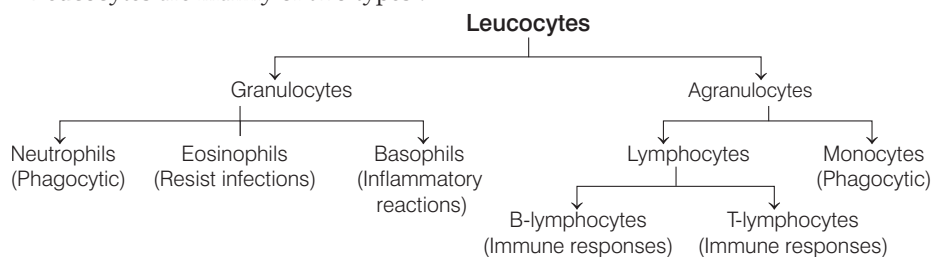 Leucocytes
Granulocytes Agranulocytes
Neutrophils Eosinophils Basophils Lymphocytes Monocytes
(Phagocytic) (Resist infections) (Inflammatory (Phagocytic)
reactions)
B-lymphocytes T-lymphocytes
(Immune responses) (Immune responses)